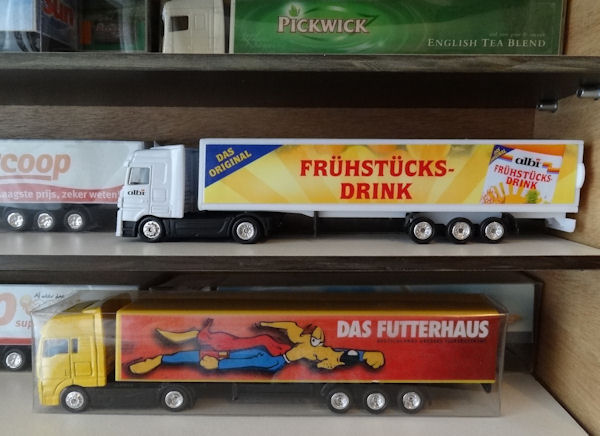 PICKWICK
ENGLISH TEA BLEND
coop
aagste prijs, zeker weten
albi
DAS
ORIGINAL
FRÜHSTÜCKS-
DRINK
albi
FRÜHSTÜCKS-
DRINK
DAS FUTTERHAUS